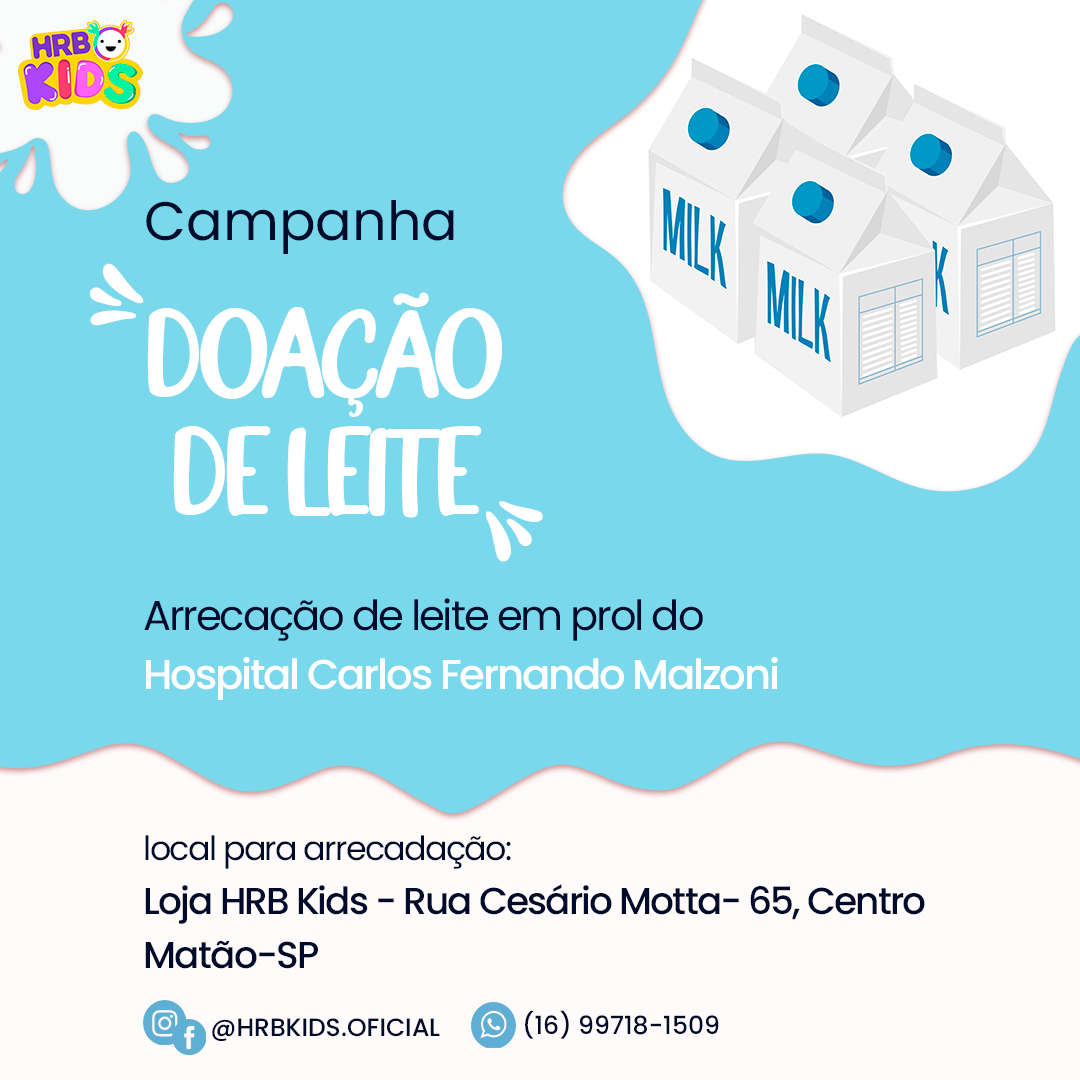 HRB
KIDS
MILK
MILK
K
Campanha
DOAÇÃO
DE LEITE
Arrecação de leite em prol do
Hospital Carlos Fernando Malzoni
local para arrecadação:
Loja HRB Kids - Rua Cesário Motta- 65, Centro
Matão-SP
@HRBKIDS.OFICIAL (16) 99718-1509